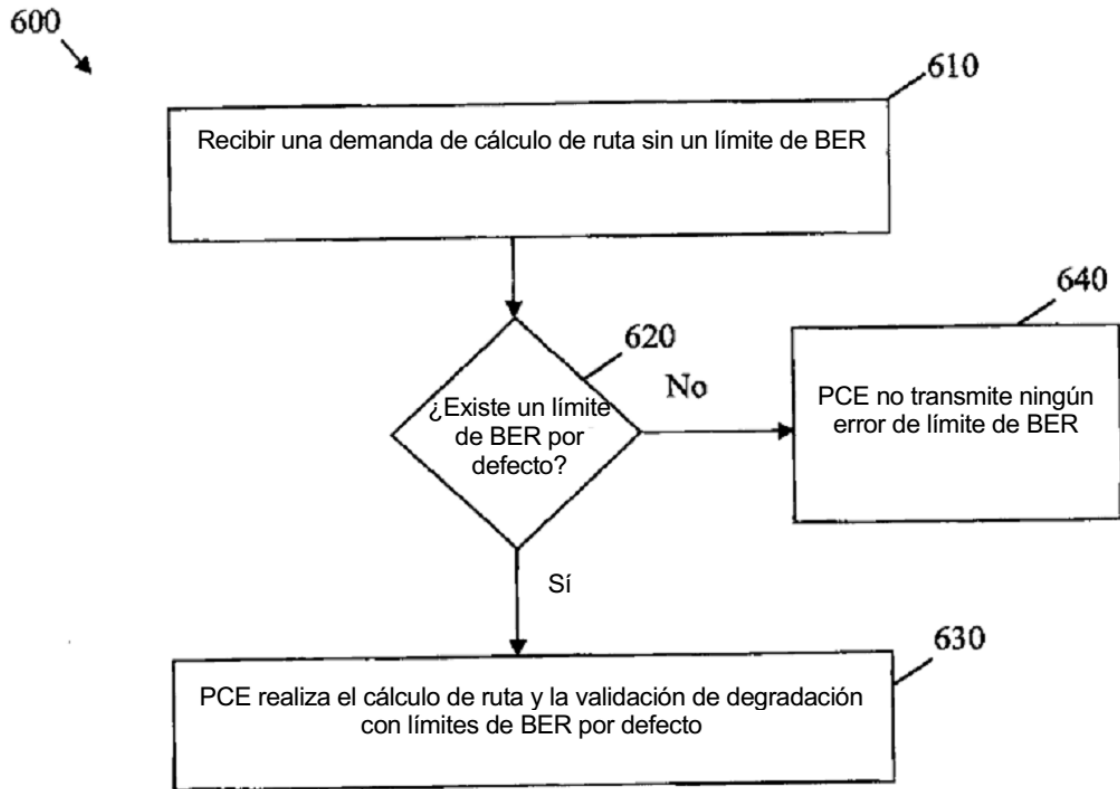 600
610
Recibir una demanda de cálculo de ruta sin un límite de BER
640
620
No
¿Existe un límite
de BER por
defecto?
PCE no transmite ningún
error de límite de BER
Sí
630
PCE realiza el cálculo de ruta y la validación de degradación
con límites de BER por defecto